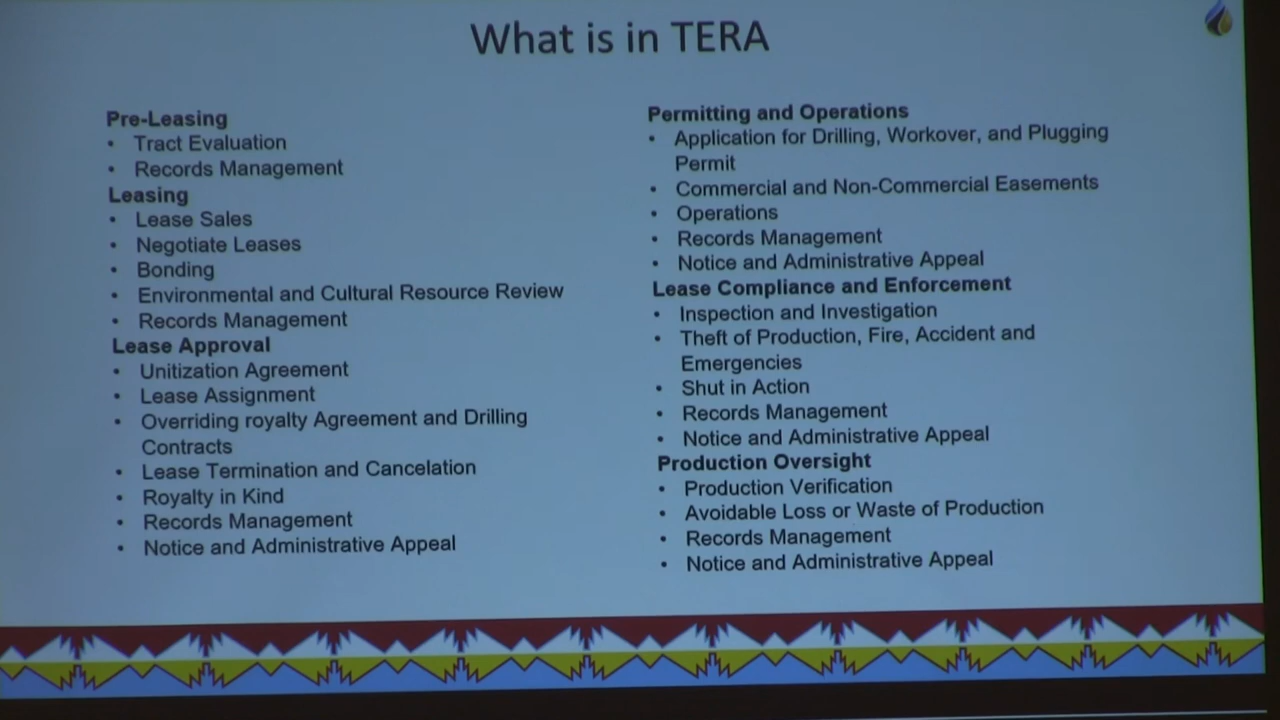 What is in TERA
Pre-Leasing
• Tract Evaluation
• Records Management
Leasing
• Lease Sales
• Negotiate Leases
• Bonding
• Environmental and Cultural Resource Review
• Records Management
Lease Approval
• Unitization Agreement
• Lease Assignment
• Overriding royalty Agreement and Drilling
Contracts
• Lease Termination and Cancelation
• Royalty in Kind
• Records Management
• Notice and Administrative Appeal
Permitting and Operations
• Application for Drilling, Workover, and Plugging
Permit
• Commercial and Non-Commercial Easements
• Operations
• Records Management
• Notice and Administrative Appeal
Lease Compliance and Enforcement
• Inspection and Investigation
• Theft of Production, Fire, Accident and
Emergencies
• Shut in Action
• Records Management
• Notice and Administrative Appeal
Production Oversight
• Production Verification
• Avoidable Loss or Waste of Production
• Records Management
• Notice and Administrative Appeal